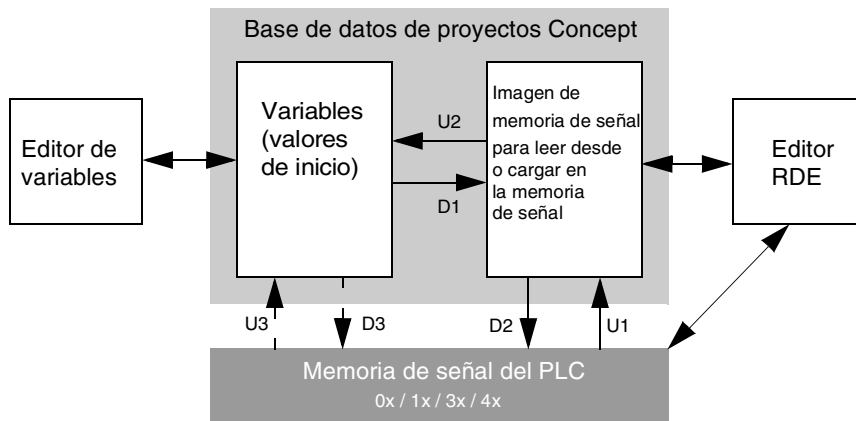 Base de datos de proyectos Concept
Editor de
variables
Variables
(valores
de inicio)
U2
D1
Imagen de
memoria de señal
para leer desde
o cargar en
la memoria
de señal
Editor
RDE
U3
D3
D2
U1
Memoria de señal del PLC
0x / 1x / 3x / 4x